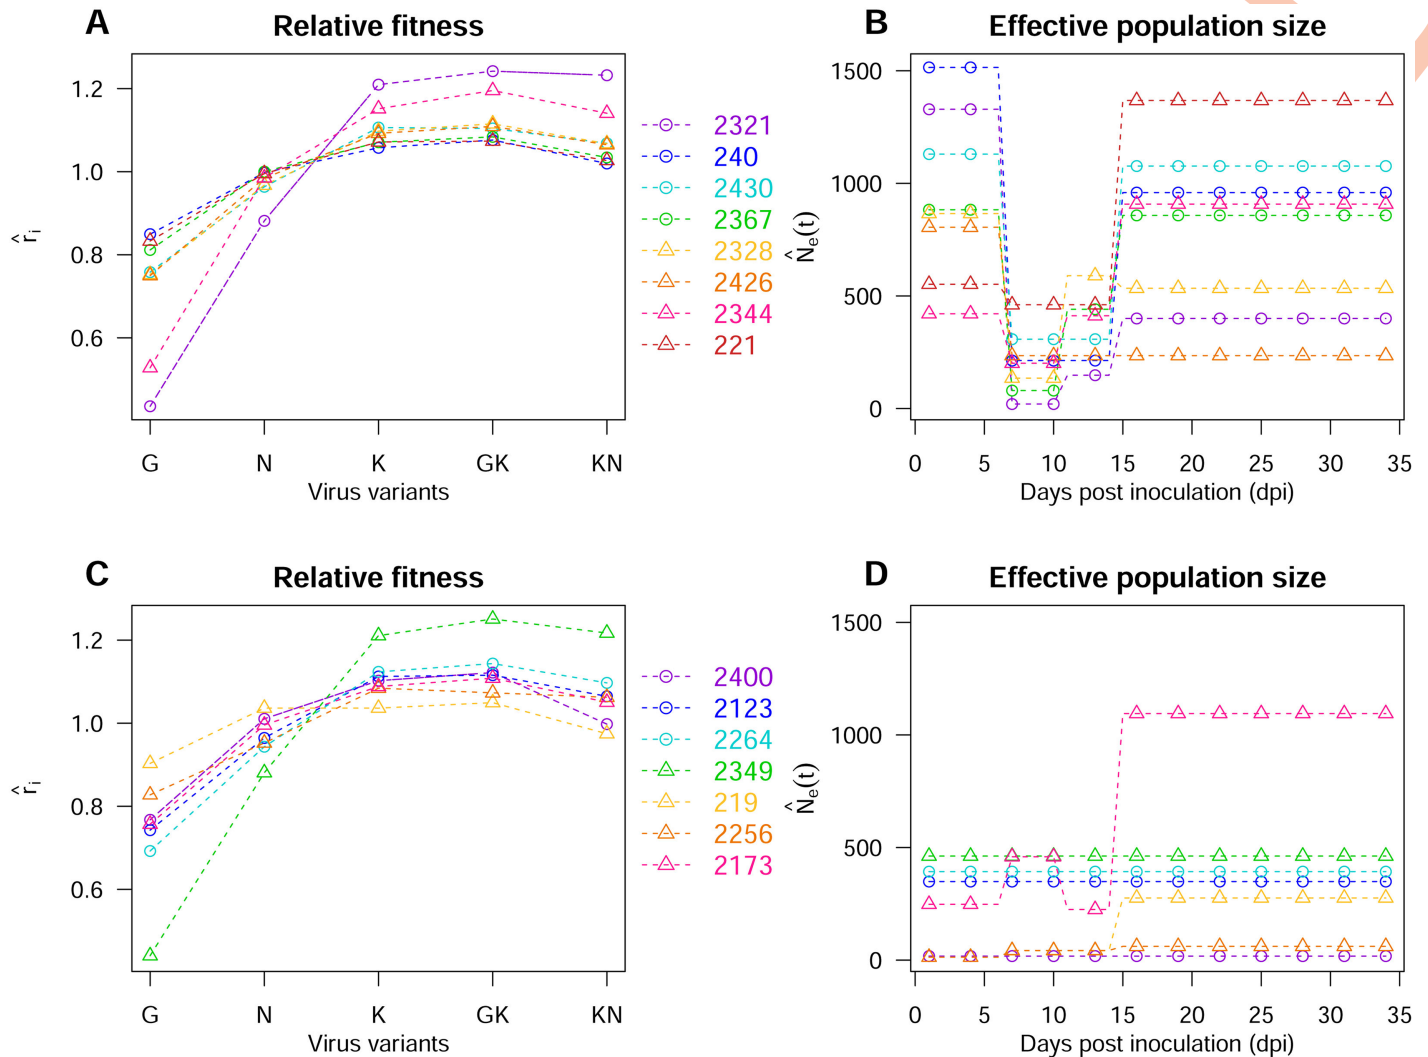 A Relative fitness
1.2
1.0
0.8
0.6
r̂i
G N K GK KN
Virus variants
2321
240
2430
2367
2328
2426
2344
221
B Effective population size
1500
1000
500
0
N̂e(t)
0 5 10 15 20 25 30 35
Days post inoculation (dpi)
C Relative fitness
1.2
1.0
0.8
0.6
r̂i
G N K GK KN
Virus variants
2400
2123
2264
2349
219
2256
2173
D Effective population size
1500
1000
500
0
N̂e(t)
0 5 10 15 20 25 30 35
Days post inoculation (dpi)